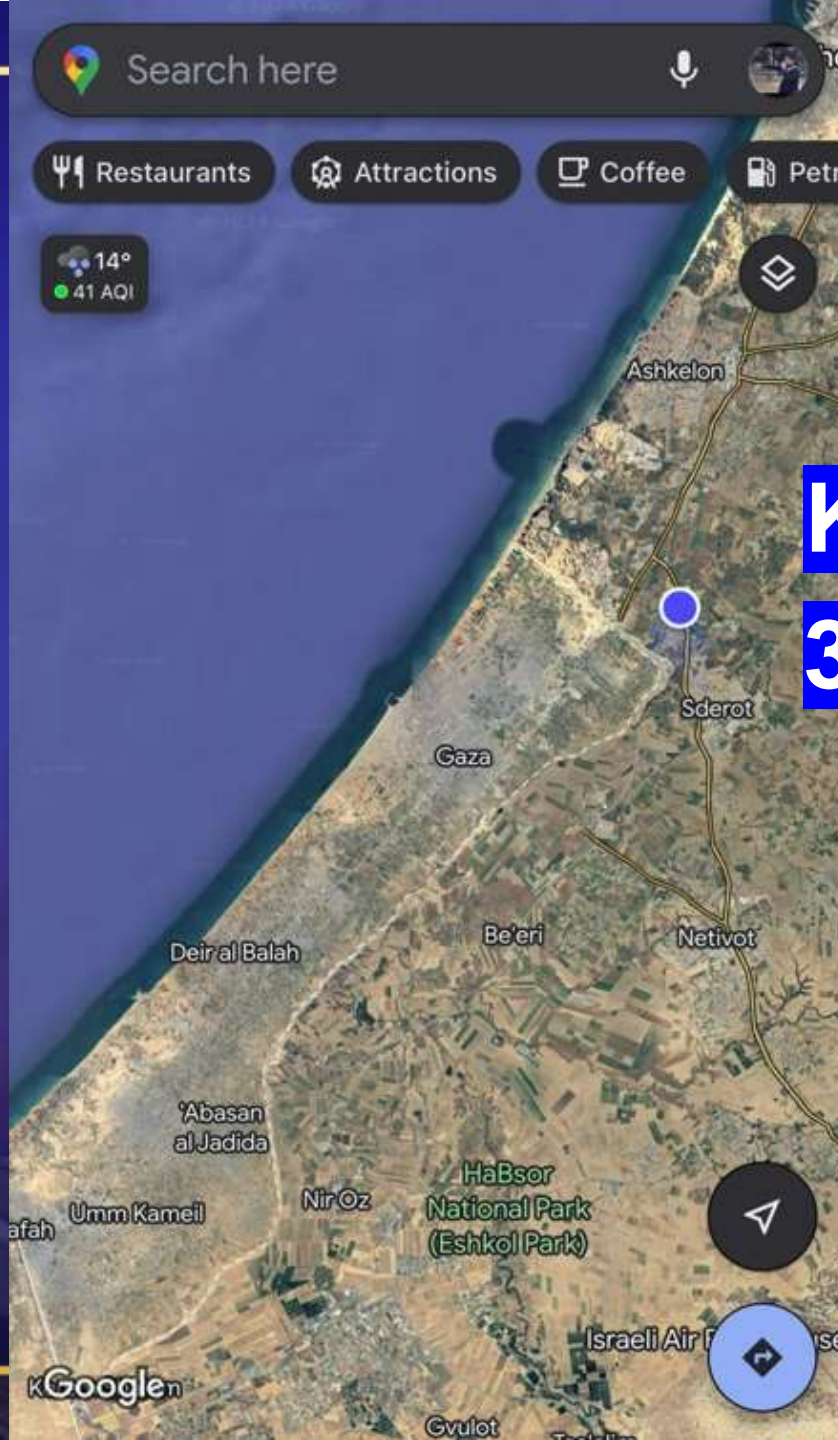 Search here
Restaurants
Attractions
Coffee
Petr
14°
41 AQI
Ashkelon
K
3
Sderot
Gaza
Be'eri
Netivot
Deir al Balah
'Abasan
al Jadida
HaBsor
National Park
(Eshkol Park)
Nir Oz
Umm Kameil
afah
Israeli Air
Google
Gvulot